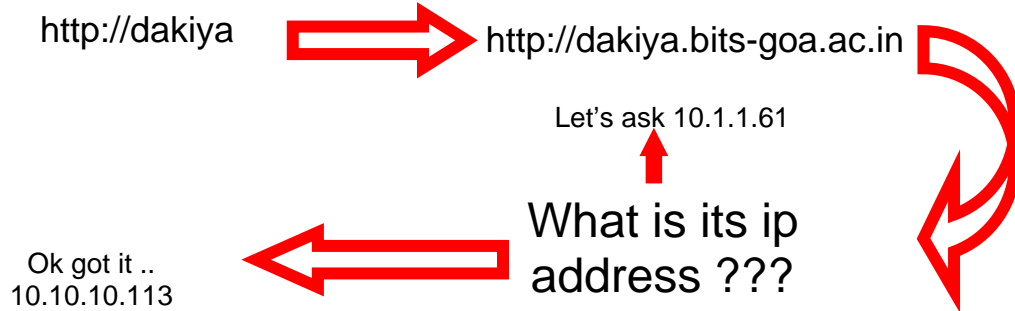 http://dakiya
http://dakiya.bits-goa.ac.in
Let's ask 10.1.1.61
What is its ip
address ???
Ok got it ..
10.10.10.113